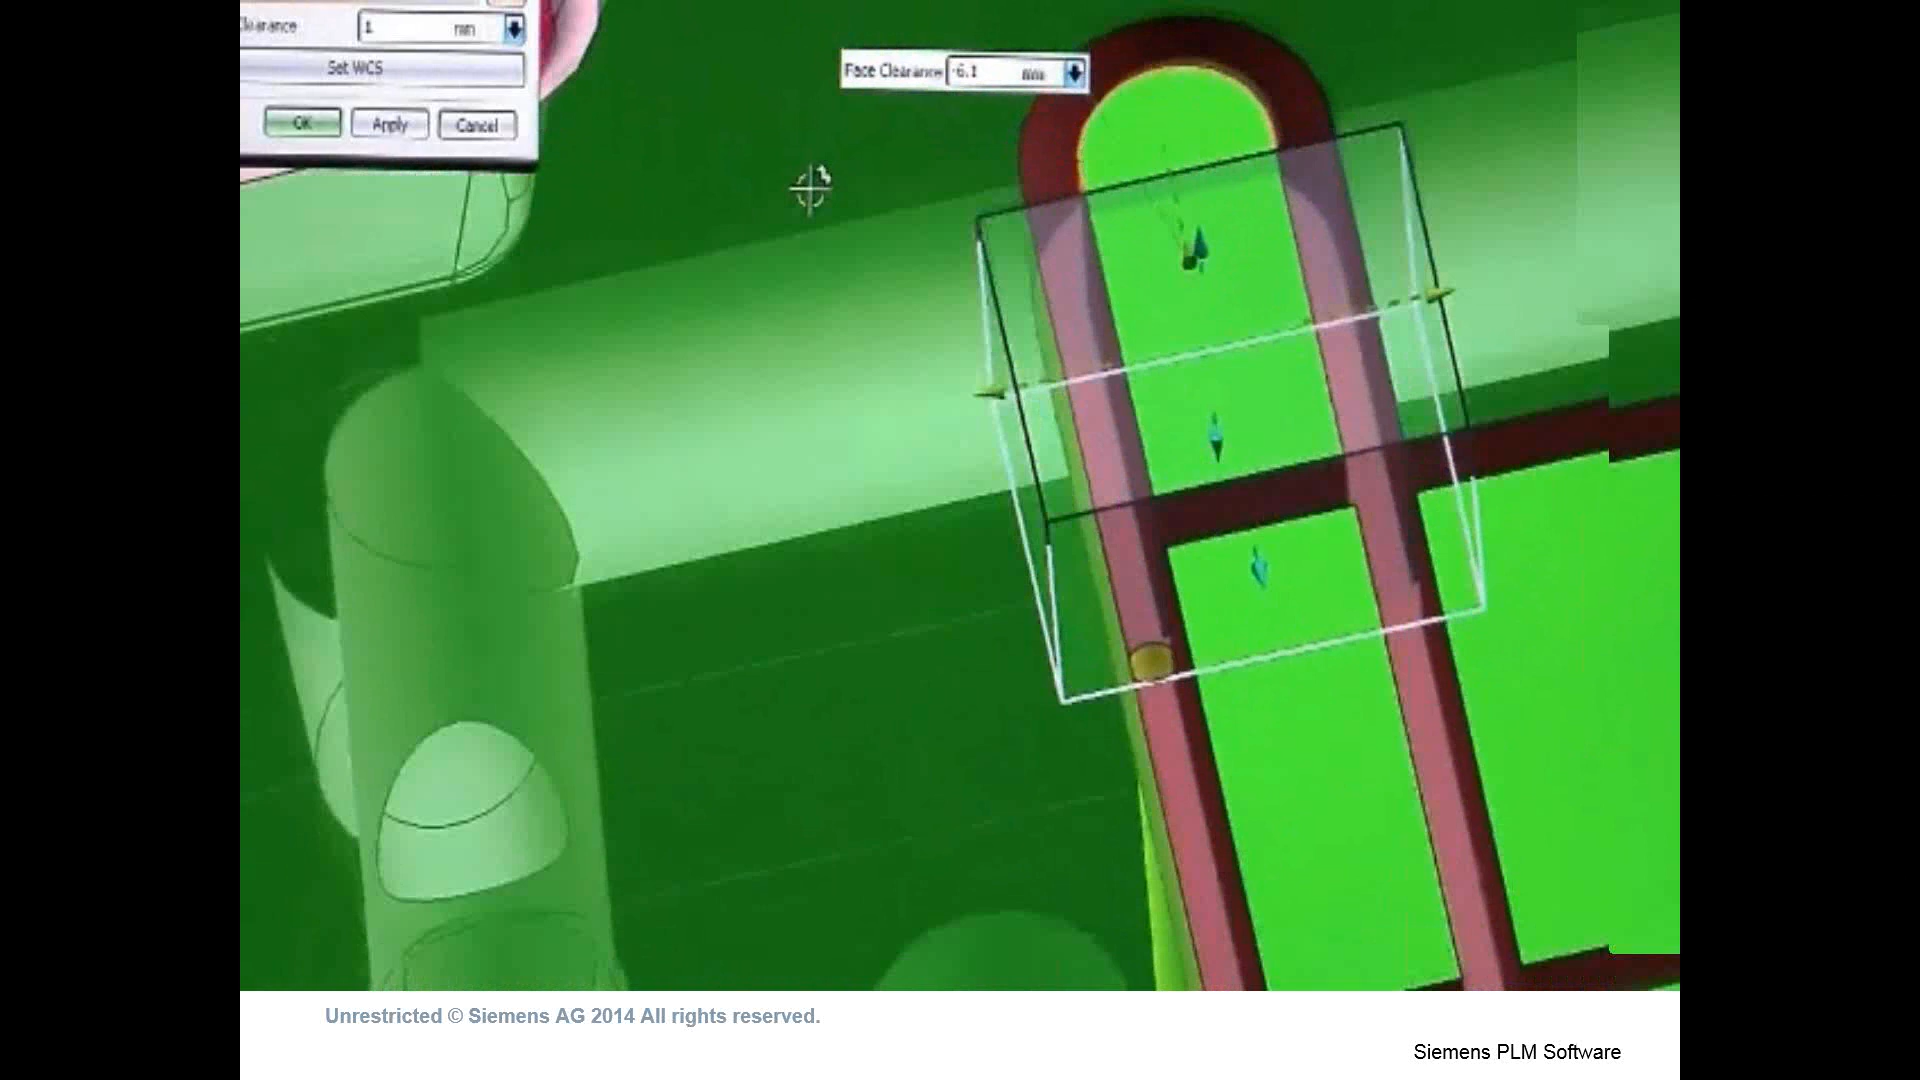 learance 1 mm
Set WCS
OK Apply Cancel
Face Clearance -6.1 mm
Unrestricted © Siemens AG 2014 All rights reserved.
Siemens PLM Software